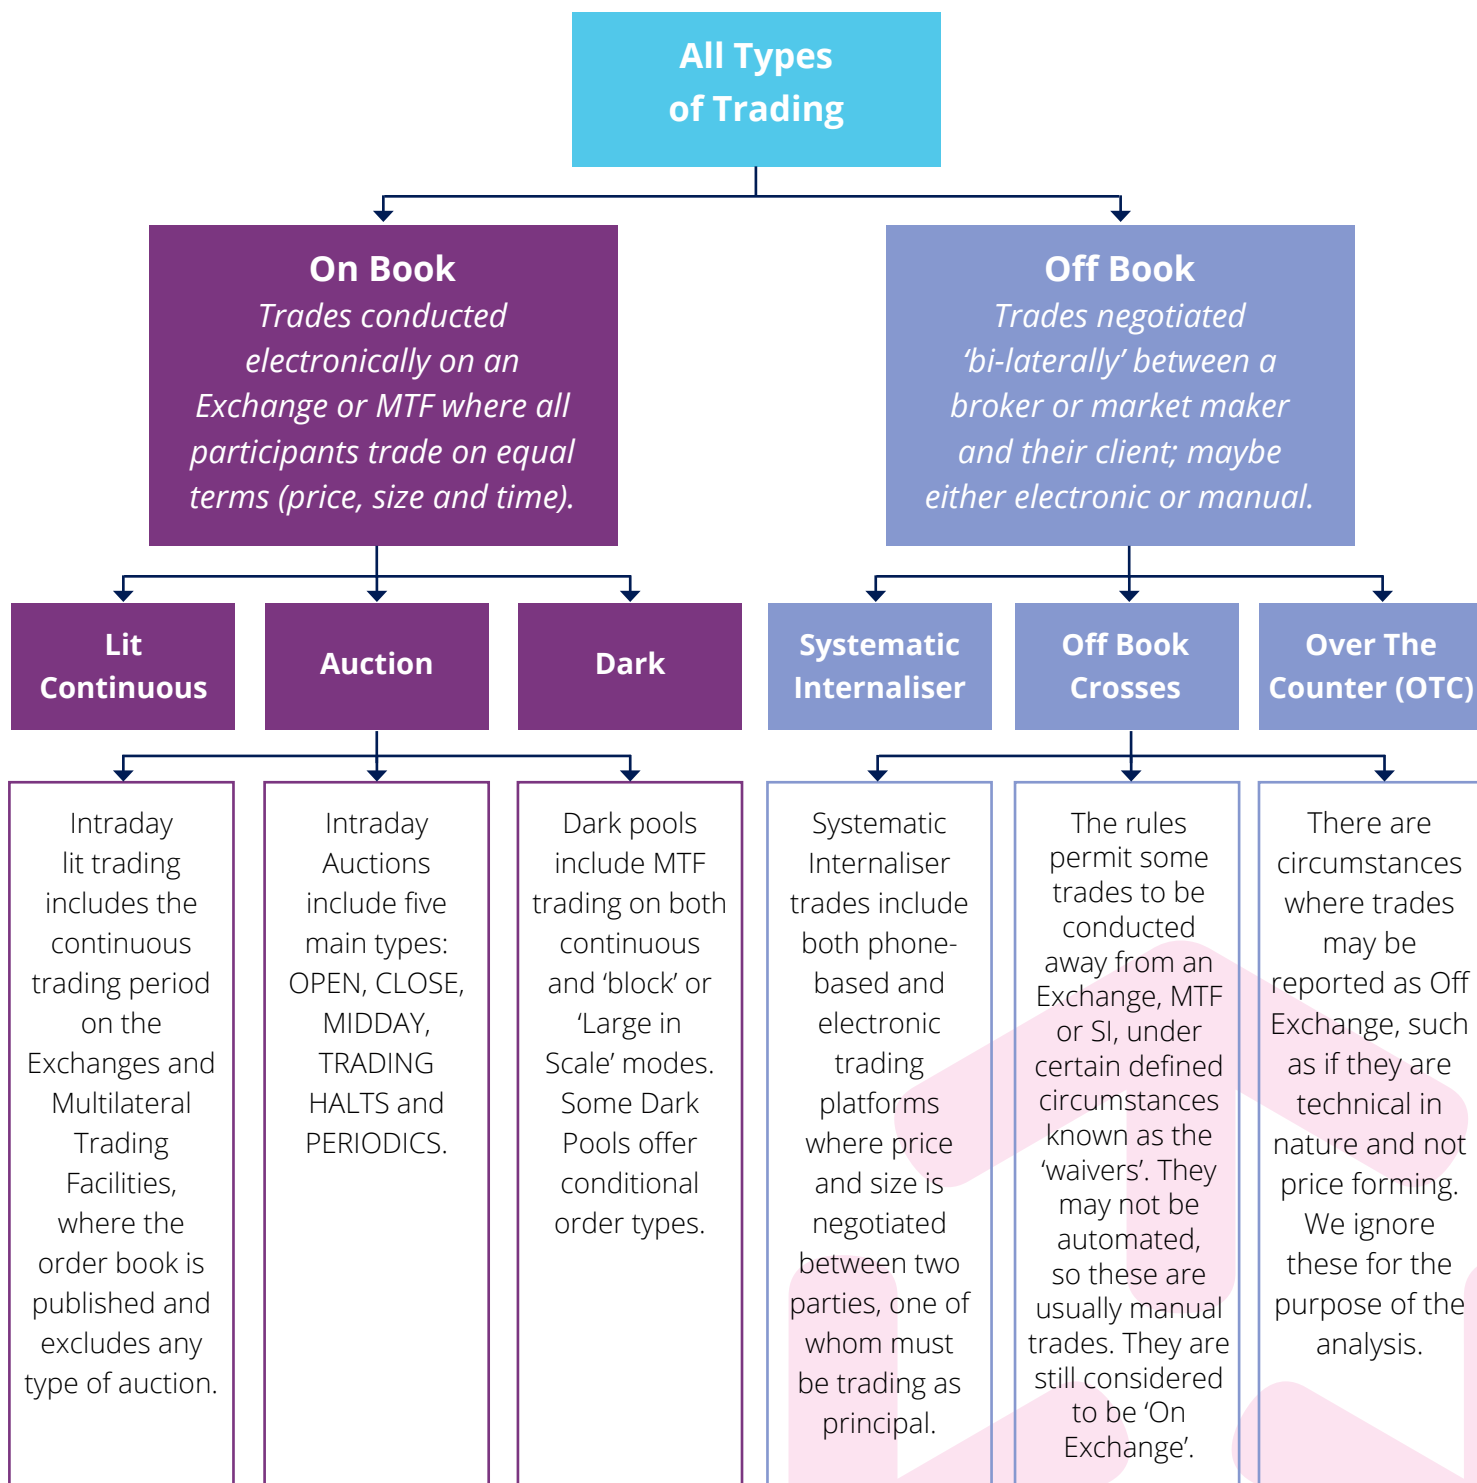 All Types
of Trading
On Book
Trades conducted
electronically on an
Exchange or MTF where all
participants trade on equal
terms (price, size and time).
Off Book
Trades negotiated
‘bi-laterally’ between a
broker or market maker
and their client; maybe
either electronic or manual.
Lit
Continuous
Auction
Dark
Systematic
Internaliser
Off Book
Crosses
Over The
Counter (OTC)
Intraday
lit trading
includes the
continuous
trading period
on the
Exchanges and
Multilateral
Trading
Facilities,
where the
order book is
published and
excludes any
type of auction.
Intraday
Auctions
include five
main types:
OPEN, CLOSE,
MIDDAY,
TRADING
HALTS and
PERIODICS.
Dark pools
include MTF
trading on both
continuous
and ‘block’ or
‘Large in
Scale’ modes.
Some Dark
Pools offer
conditional
order types.
Systematic
Internaliser
trades include
both phone-
based and
electronic
trading
platforms
where price
and size is
negotiated
between two
parties, one of
whom must
be trading as
principal.
The rules
permit some
trades to be
conducted
away from an
Exchange, MTF
or SI, under
certain defined
circumstances
known as the
‘waivers’. They
may not be
automated,
so these are
usually manual
trades. They are
still considered
to be ‘On
Exchange’.
There are
circumstances
where trades
may be
reported as Off
Exchange, such
as if they are
technical in
nature and not
price forming.
We ignore
these for the
purpose of the
analysis.